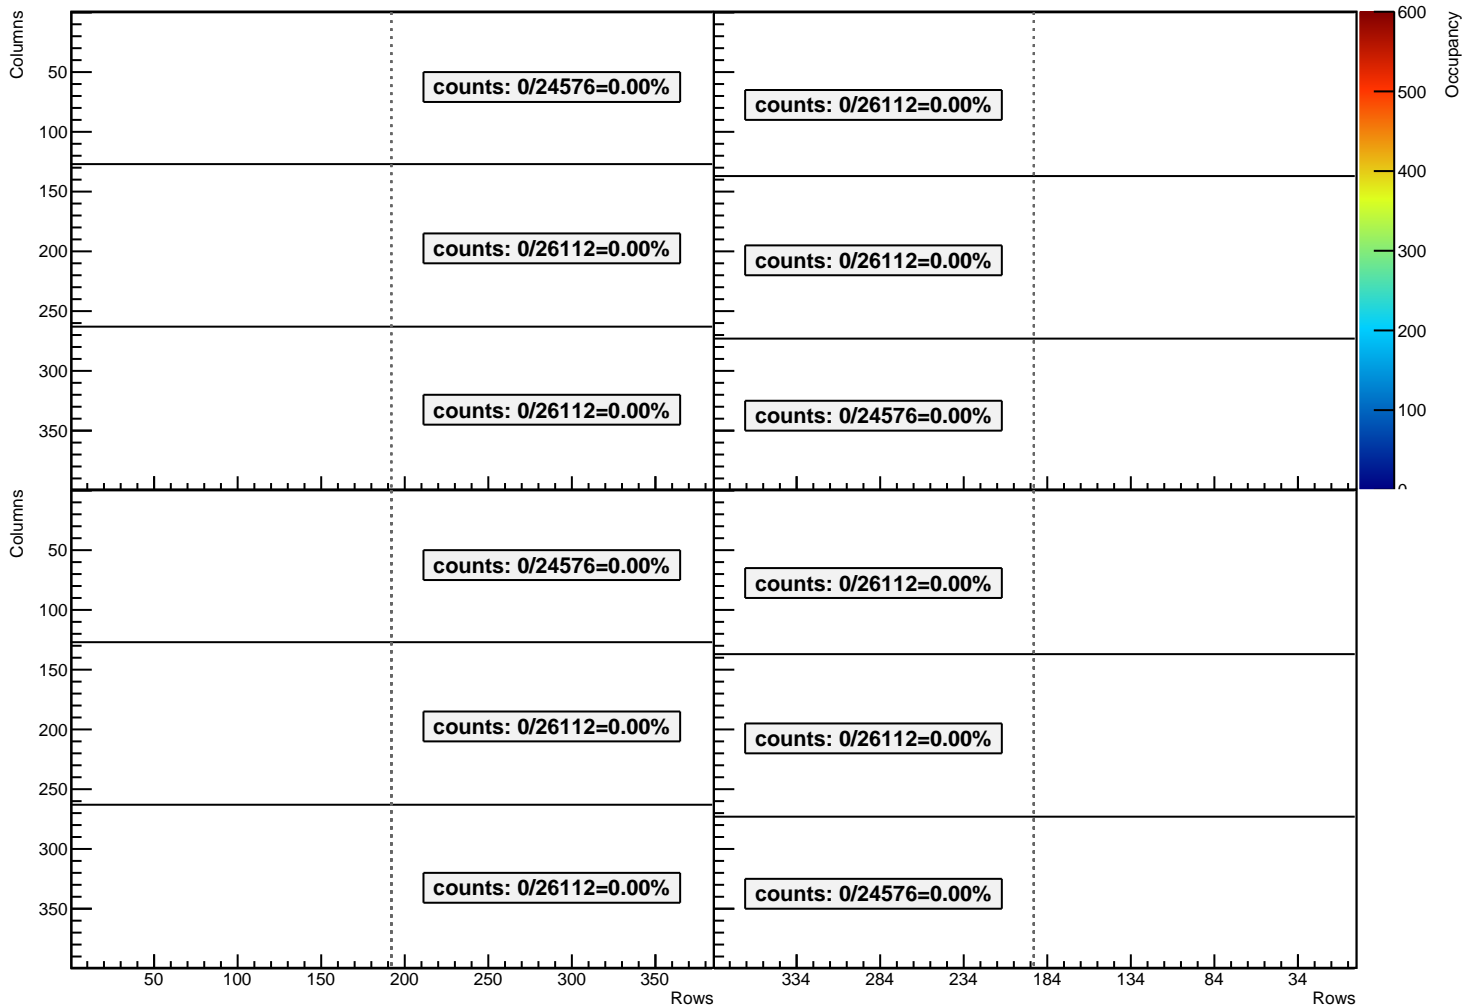 Columns
50
100
150
200
250
300
350
counts: 0/24576=0.00%
counts: 0/26112=0.00%
counts: 0/26112=0.00%
counts: 0/26112=0.00%
counts: 0/26112=0.00%
counts: 0/24576=0.00%
600
500
400
300
200
100
0
Occupancy
Columns
50
100
150
200
250
300
350
counts: 0/24576=0.00%
counts: 0/26112=0.00%
counts: 0/26112=0.00%
50 100 150 200 250 300 350
Rows
counts: 0/26112=0.00%
counts: 0/26112=0.00%
counts: 0/24576=0.00%
334 284 234 184 134 84 34
Rows